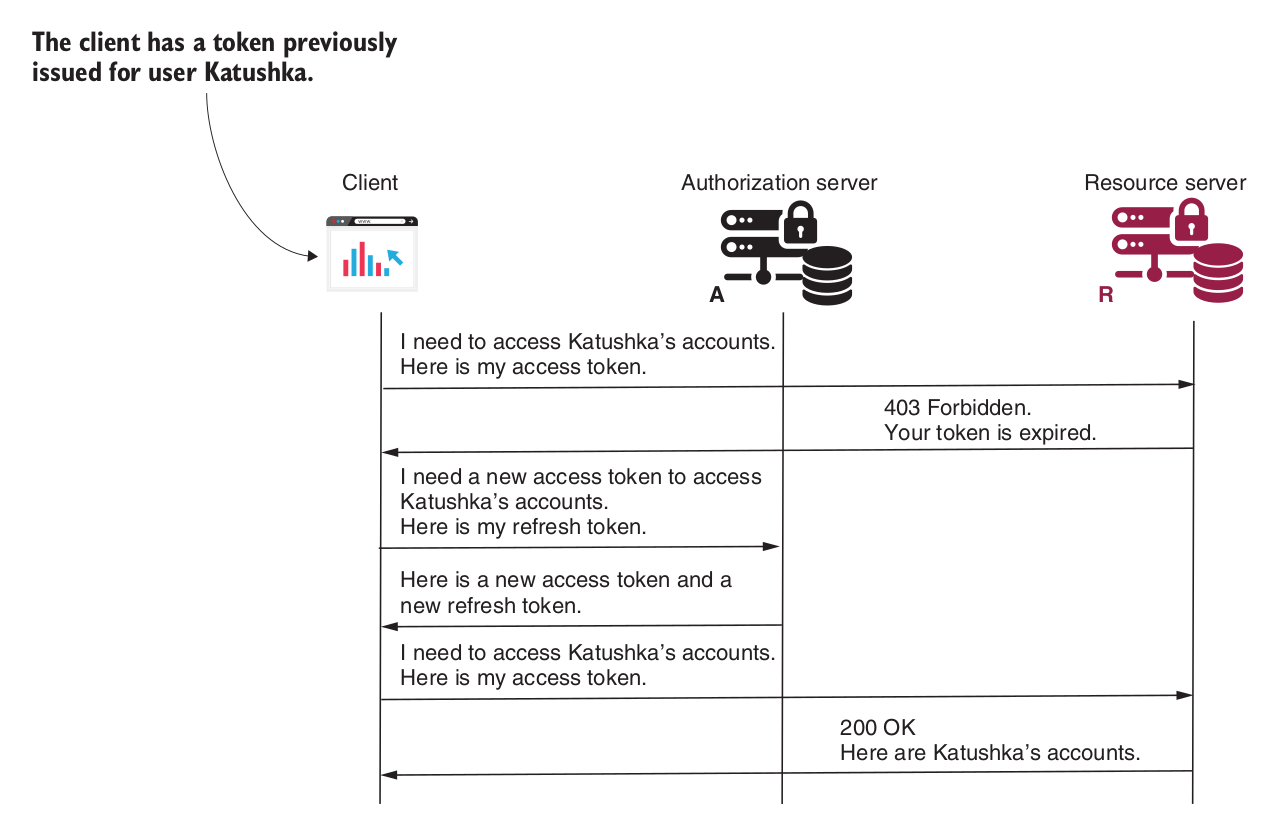 The client has a token previously
issued for user Katushka.
Client
Authorization server
Resource server
www.
A
R
I need to access Katushka’s accounts.
Here is my access token.
403 Forbidden.
Your token is expired.
I need a new access token to access
Katushka’s accounts.
Here is my refresh token.
Here is a new access token and a
new refresh token.
I need to access Katushka’s accounts.
Here is my access token.
200 OK
Here are Katushka’s accounts.